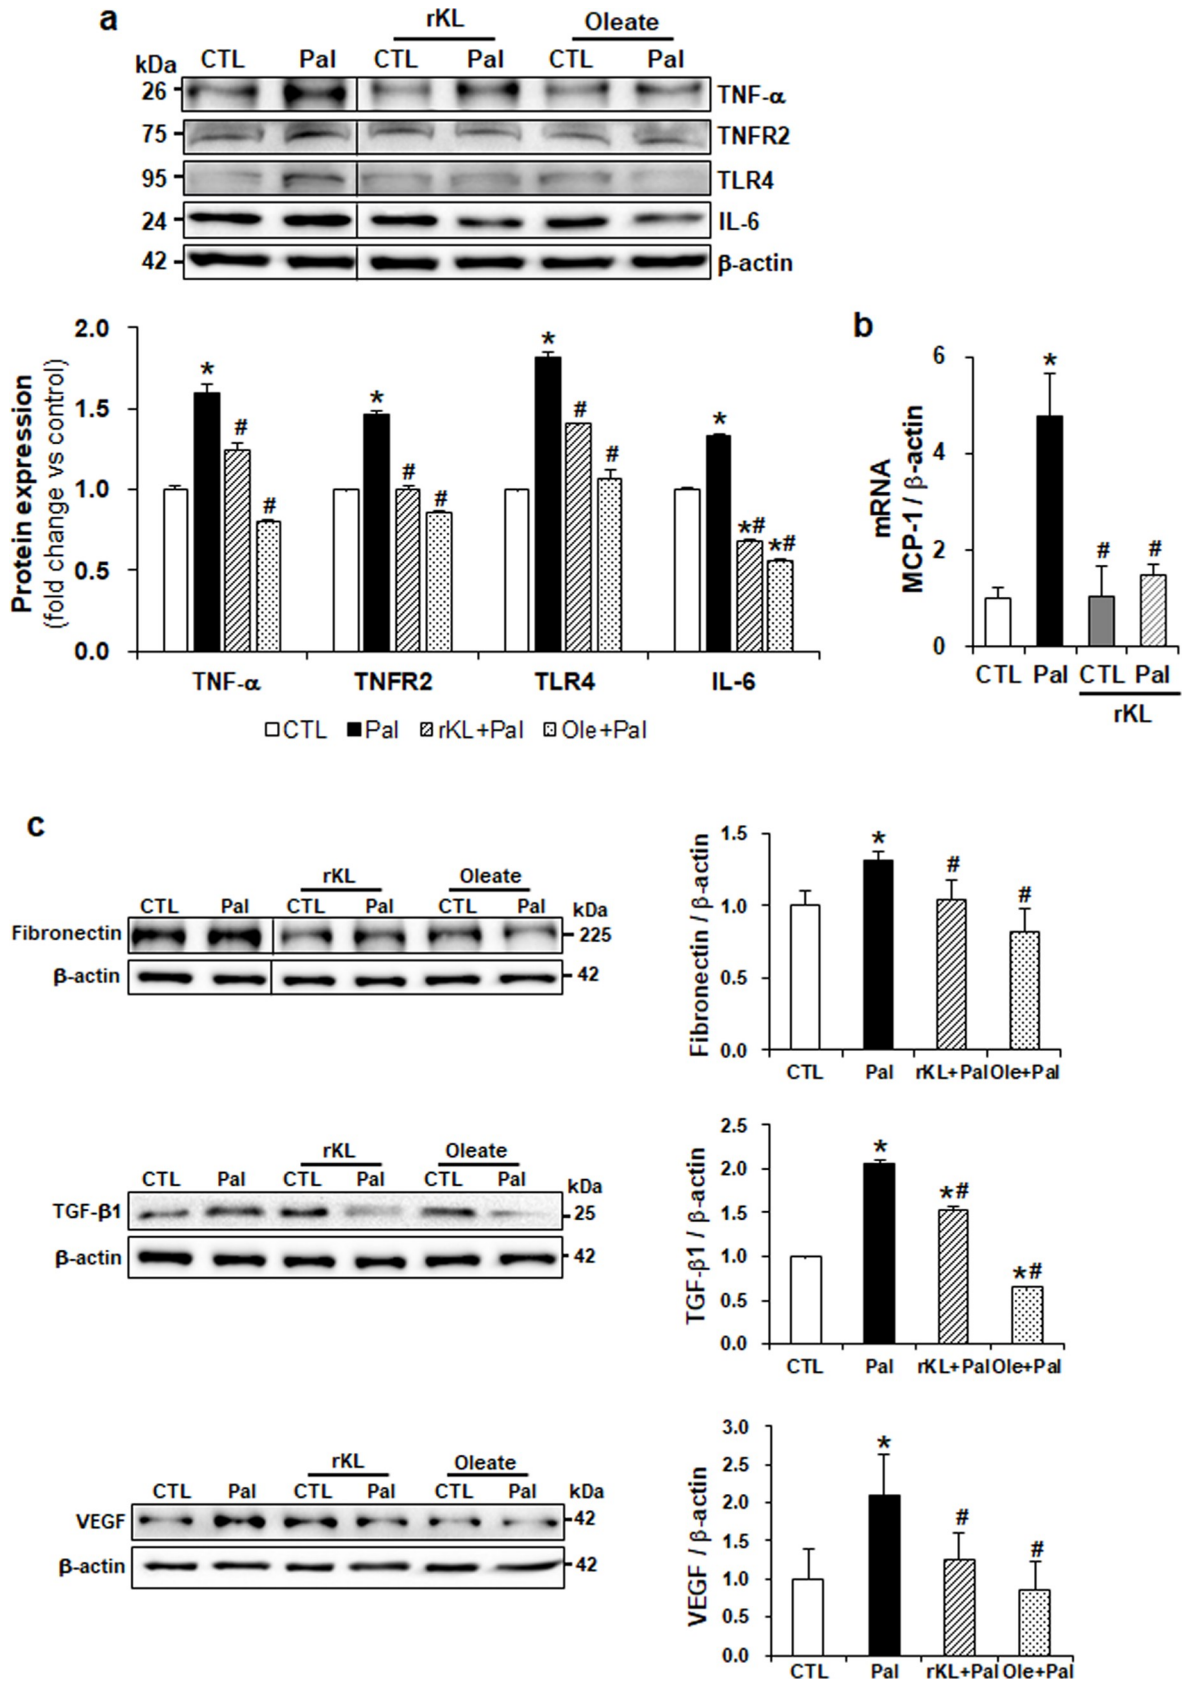 a
rKL
Oleate
kDa
CTL
Pal
CTL
Pal
CTL
Pal
26
TNF-α
75
TNFR2
95
TLR4
24
IL-6
42
β-actin
Protein expression
(fold change vs control)
2.0
1.5
1.0
0.5
0.0
*
#
#
*
#
#
*
#
#
*
*#
*#
TNF-α
TNFR2
TLR4
IL-6
CTL
Pal
rKL+Pal
Ole+Pal
b
mRNA
MCP-1 / β-actin
6
4
2
0
*
#
#
CTL
Pal
CTL
Pal
rKL
c
rKL
Oleate
CTL
Pal
CTL
Pal
CTL
Pal
kDa
Fibronectin
225
β-actin
42
Fibronectin / β-actin
1.5
1.0
0.5
0.0
*
#
#
CTL
Pal
rKL+Pal
Ole+Pal
rKL
Oleate
CTL
Pal
CTL
Pal
CTL
Pal
kDa
TGF-β1
25
β-actin
42
TGF-β1 / β-actin
2.5
2.0
1.5
1.0
0.5
0.0
*
*#
*#
CTL
Pal
rKL+Pal
Ole+Pal
rKL
Oleate
CTL
Pal
CTL
Pal
CTL
Pal
kDa
VEGF
42
β-actin
42
VEGF / β-actin
3.0
2.5
2.0
1.5
1.0
0.5
0.0
*
#
#
CTL
Pal
rKL+Pal
Ole+Pal